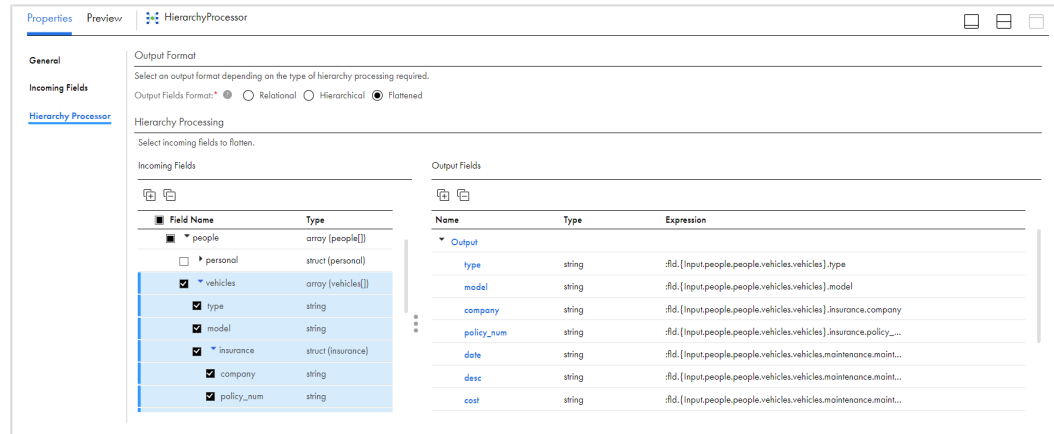 Properties Preview HierarchyProcessor
General
Incoming Fields
Hierarchy Processor
Output Format
Select an output format depending on the type of hierarchy processing required.
Output Fields Format:* Relational Hierarchical Flattened
Hierarchy Processing
Select incoming fields to flatten.
Incoming Fields
Field Name Type
people array (people[])
personal struct (personal)
vehicles array (vehicles[])
type string
model string
insurance struct (insurance)
company string
policy_num string
Output Fields
Name Type Expression
Output
type string :fld.{Input.people.people.vehicles.vehicles}.type
model string :fld.{Input.people.people.vehicles.vehicles}.model
company string :fld.{Input.people.people.vehicles.vehicles}.insurance.company
policy_num string :fld.{Input.people.people.vehicles.vehicles}.insurance.policy_...
date string :fld.{Input.people.people.vehicles.vehicles.maintenance.maint...
desc string :fld.{Input.people.people.vehicles.vehicles.maintenance.maint...
cost string :fld.{Input.people.people.vehicles.vehicles.maintenance.maint...